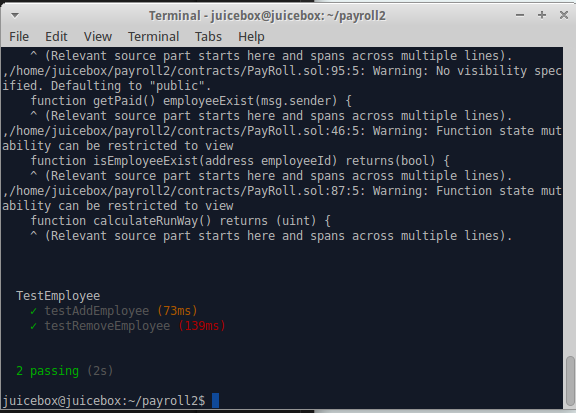 Terminal - juicebox@juicebox: ~/payroll2
File Edit View Terminal Tabs Help
^ (Relevant source part starts here and spans across multiple lines).
,/home/juicebox/payroll2/contracts/PayRoll.sol:95:5: Warning: No visibility spec
ified. Defaulting to "public".
function getPaid() employeeExist(msg.sender) {
^ (Relevant source part starts here and spans across multiple lines).
,/home/juicebox/payroll2/contracts/PayRoll.sol:46:5: Warning: Function state mut
ability can be restricted to view
function isEmployeeExist(address employeeId) returns(bool) {
^ (Relevant source part starts here and spans across multiple lines).
,/home/juicebox/payroll2/contracts/PayRoll.sol:87:5: Warning: Function state mut
ability can be restricted to view
function calculateRunWay() returns (uint) {
^ (Relevant source part starts here and spans across multiple lines).
TestEmployee
✓ testAddEmployee (73ms)
✓ testRemoveEmployee (139ms)
2 passing (2s)
juicebox@juicebox:~/payroll2$